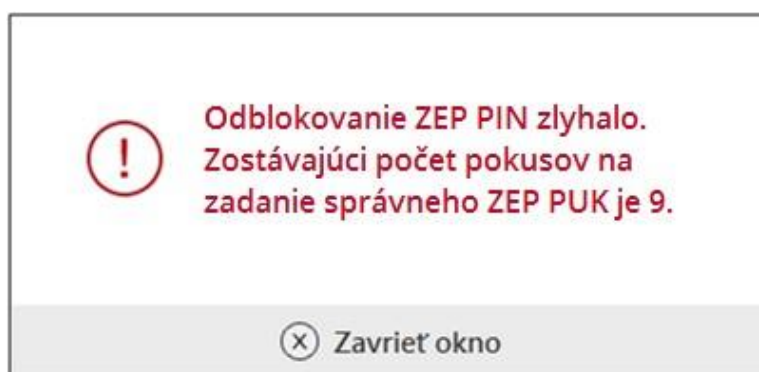 Odblokovanie ZEP PIN zlyhalo.
Zostávajúci počet pokusov na
zadanie správneho ZEP PUK je 9.
Zavrieť okno